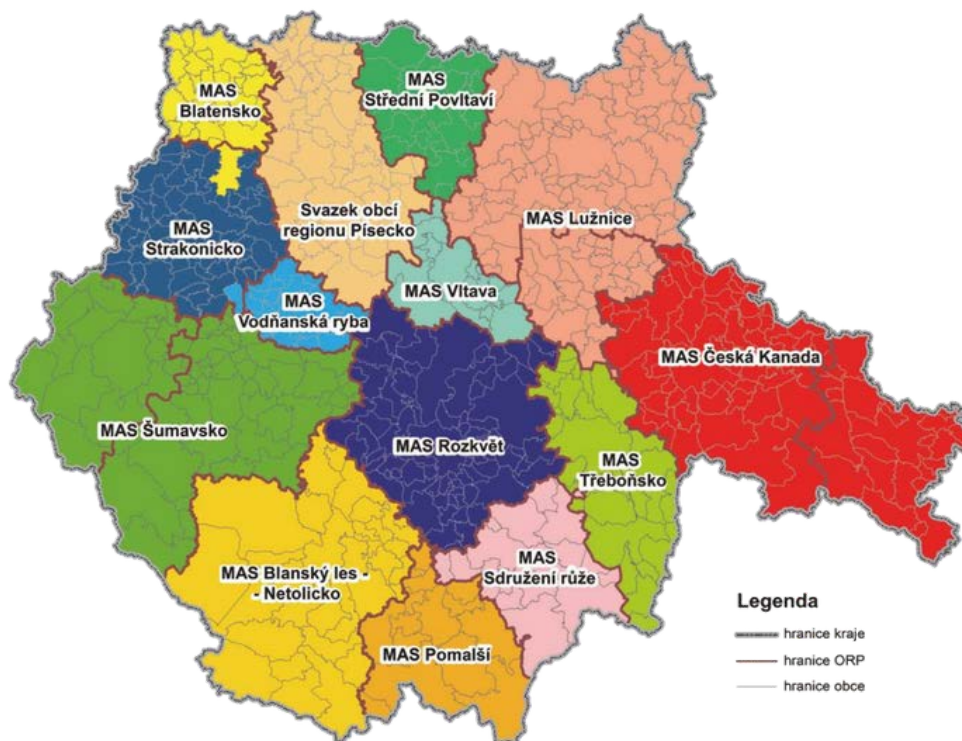 MAS
Blatensko
MAS
Střední Povltaví
MAS
Strakonicko
Svazek obcí
regionu Písecko
MAS Lužnice
MAS
Vodňanská ryba
MAS Vltava
MAS Česká Kanada
MAS Šumavsko
MAS Rozkvět
MAS
Třeboňsko
MAS Blanský les -
- Netolicko
MAS
Sdružení růže
MAS Pomalší
Legenda
hranice kraje
hranice ORP
hranice obce